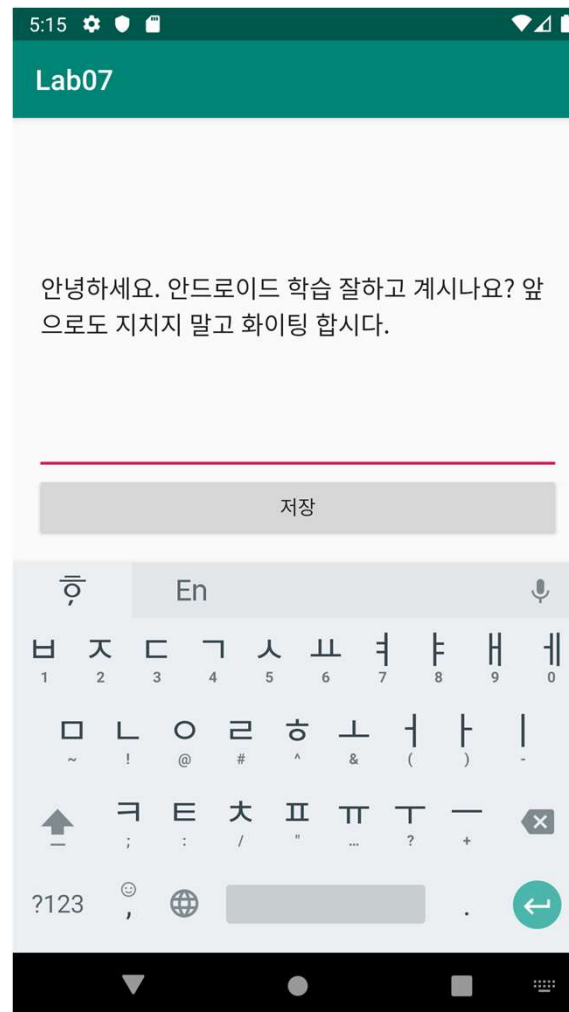 5:15
Lab07
안녕하세요. 안드로이드 학습 잘하고 계시나요? 앞
으로도 지치지 말고 화이팅 합시다.
저장
ㅎ En
ㅂ ㅈ ㄷ ㄱ ㅅ ㅛ ㅕ ㅑ ㅐ ㅔ
1 2 3 4 5 6 7 8 9 0
ㅁ ㄴ ㅇ ㄹ ㅎ ㅗ ㅓ ㅏ ㅣ
~ ! @ # ^ & ( ) -
ㅋ ㅌ ㅊ ㅍ ㅠ ㅜ ㅡ
; : / " … ? +
?123 , .